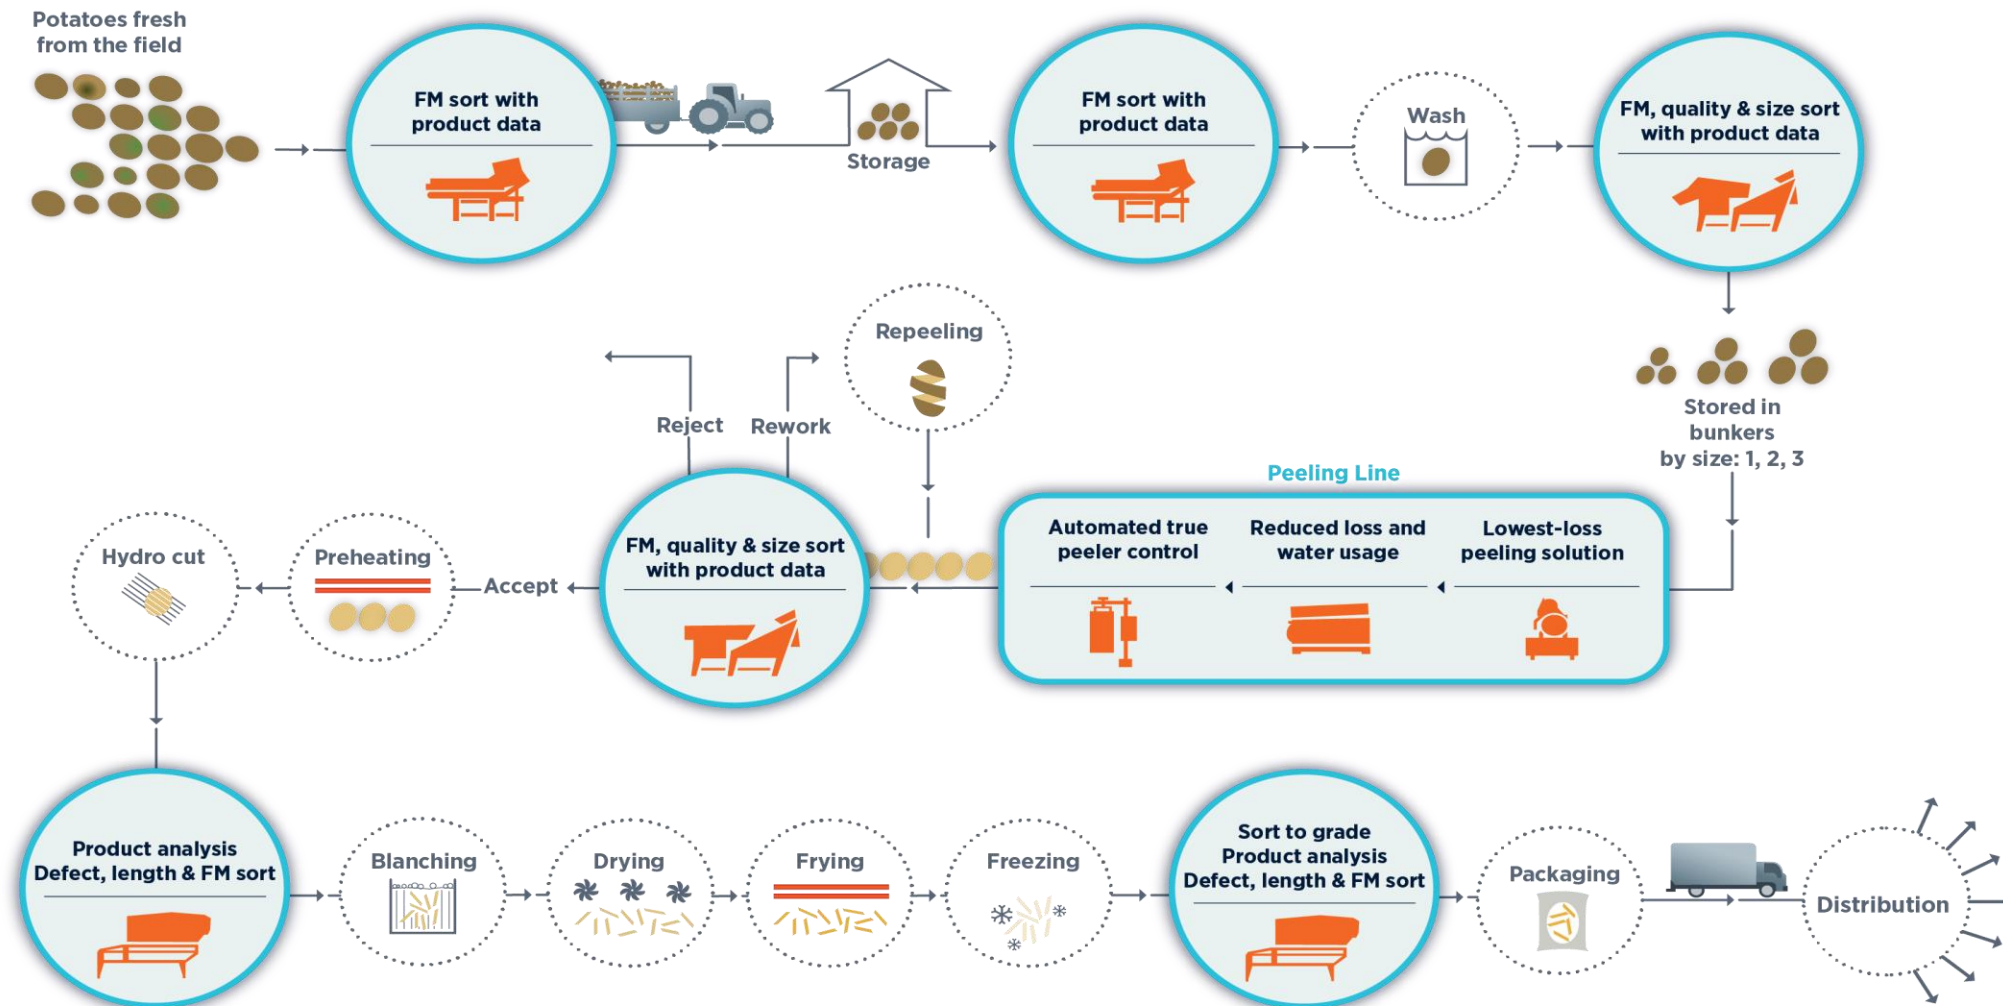 Potatoes fresh
from the field
FM sort with
product data
Storage
FM sort with
product data
Wash
FM, quality & size sort
with product data
Stored in
bunkers
by size: 1, 2, 3
Peeling Line
Lowest-loss
peeling solution
Reduced loss and
water usage
Automated true
peeler control
Repeeling
Reject
Rework
FM, quality & size sort
with product data
Accept
Preheating
Hydro cut
Product analysis
Defect, length & FM sort
Blanching
Drying
Frying
Freezing
Sort to grade
Product analysis
Defect, length & FM sort
Packaging
Distribution